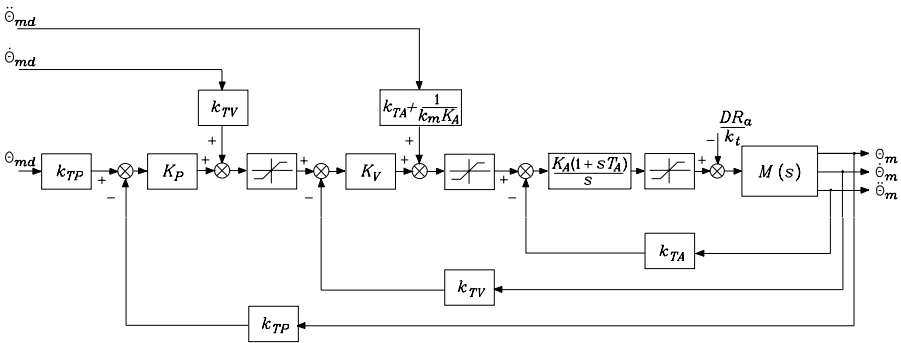 Θ̈md
Θ̇md
kTV
kTA + 1/(km KA)
DRa/kt
Θmd
kTP
KP
KV
KA(1 + sTA)/s
M(s)
Θm
Θ̇m
Θ̈m
+
+
+
+
+
+
+
+
+
−
−
−
−
kTA
kTV
kTP